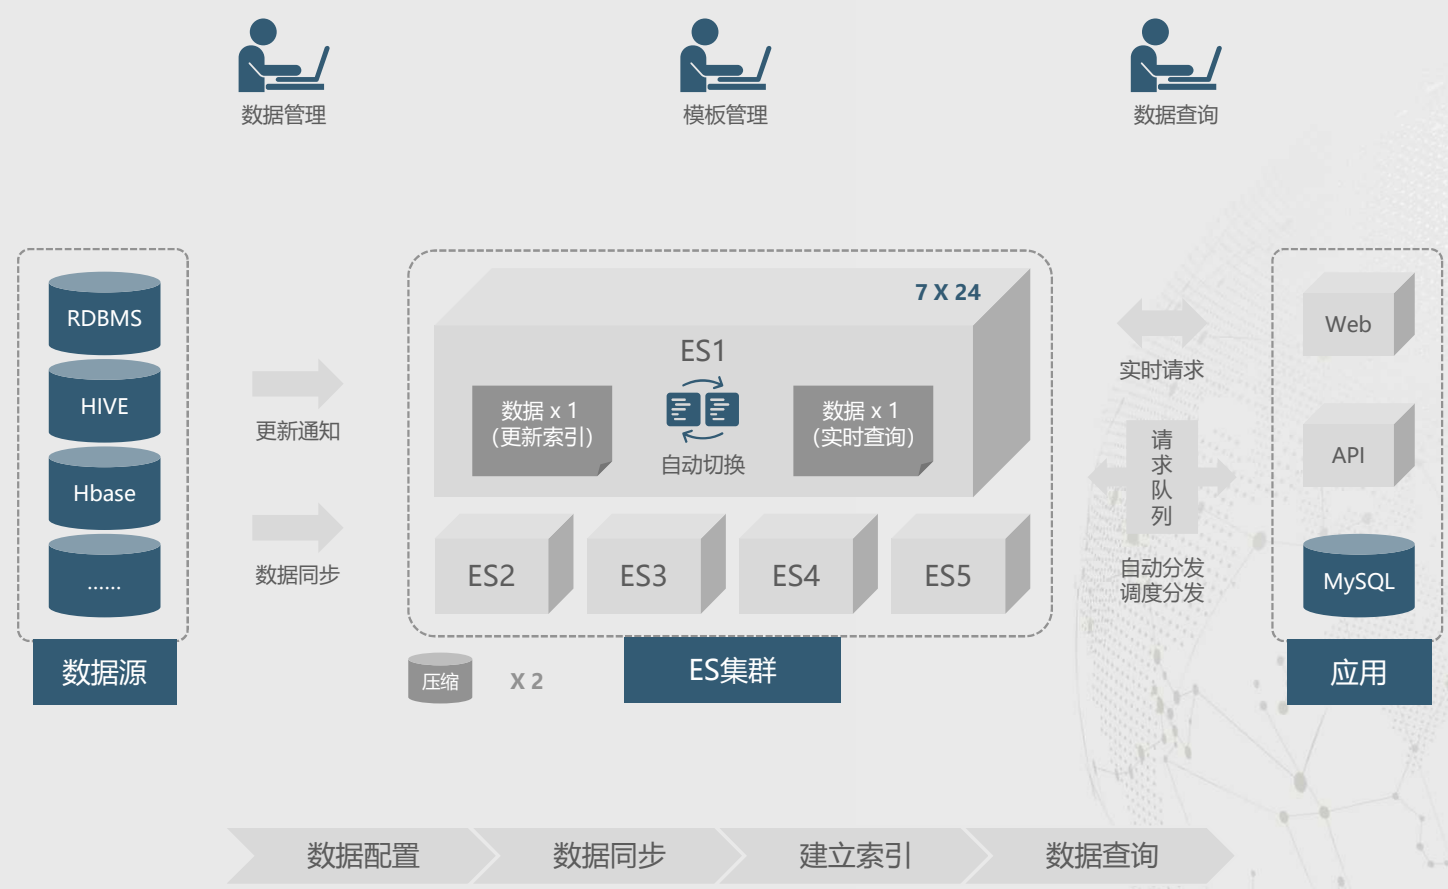 数据管理
模板管理
数据查询
RDBMS
HIVE
Hbase
......
数据源
更新通知
数据同步
7 X 24
ES1
数据 x 1
(更新索引)
自动切换
数据 x 1
(实时查询)
ES2
ES3
ES4
ES5
压缩
X 2
ES集群
实时请求
请
求
队
列
自动分发
调度分发
Web
API
MySQL
应用
数据配置
数据同步
建立索引
数据查询